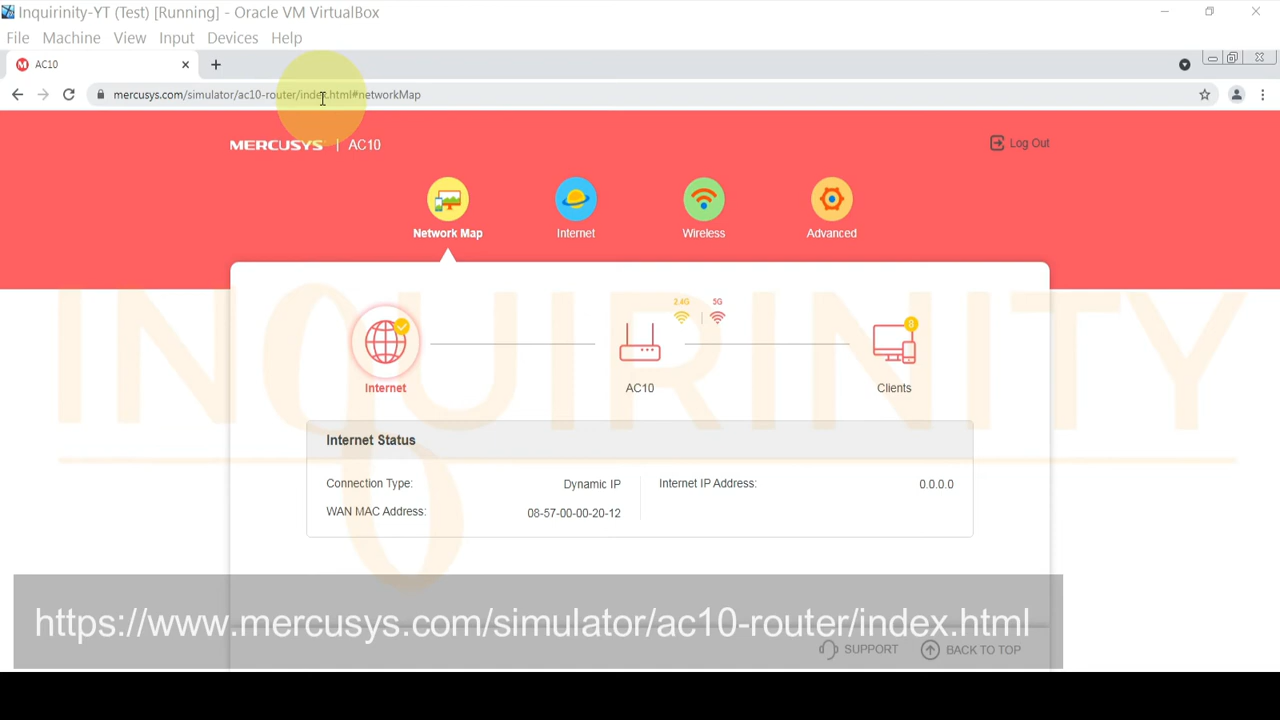 Inquirinity-YT (Test) [Running] - Oracle VM VirtualBox
File Machine View Input Devices Help
AC10
mercusys.com/simulator/ac10-router/index.html#networkMap
MERCUSYS | AC10
Log Out
Network Map Internet Wireless Advanced
INQUIRINITY
2.4G 5G
8
Internet AC10 Clients
Internet Status
Connection Type: Dynamic IP Internet IP Address: 0.0.0.0
WAN MAC Address: 08-57-00-00-20-12
https://www.mercusys.com/simulator/ac10-router/index.html
SUPPORT BACK TO TOP